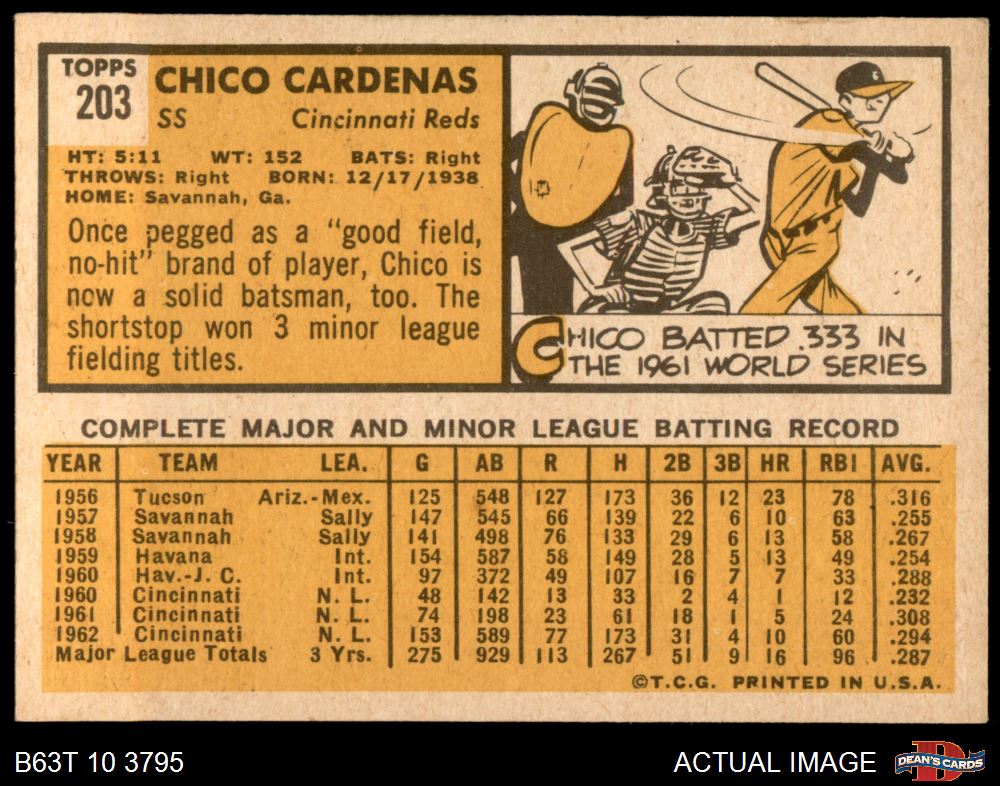 TOPPS
203
CHICO CARDENAS
SS Cincinnati Reds
HT: 5:11 WT: 152 BATS: Right
THROWS: Right BORN: 12/17/1938
HOME: Savannah, Ga.
Once pegged as a "good field,
no-hit" brand of player, Chico is
now a solid batsman, too. The
shortstop won 3 minor league
fielding titles.
CHICO BATTED .333 IN
THE 1961 WORLD SERIES
COMPLETE MAJOR AND MINOR LEAGUE BATTING RECORD
YEAR TEAM LEA. G AB R H 2B 3B HR RBI AVG.
1956 Tucson Ariz.-Mex. 125 548 127 173 36 12 23 78 .316
1957 Savannah Sally 147 545 66 139 22 6 10 63 .255
1958 Savannah Sally 141 498 76 133 29 6 13 58 .267
1959 Havana Int. 154 587 58 149 28 5 13 49 .254
1960 Hav.-J. C. Int. 97 372 49 107 16 7 7 33 .288
1960 Cincinnati N. L. 48 142 13 33 2 4 1 12 .232
1961 Cincinnati N. L. 74 198 23 61 18 1 5 24 .308
1962 Cincinnati N. L. 153 589 77 173 31 4 10 60 .294
Major League Totals 3 Yrs. 275 929 113 267 51 9 16 96 .287
©T.C.G. PRINTED IN U.S.A.
B63T 10 3795
ACTUAL IMAGE
D
DEAN'S CARDS